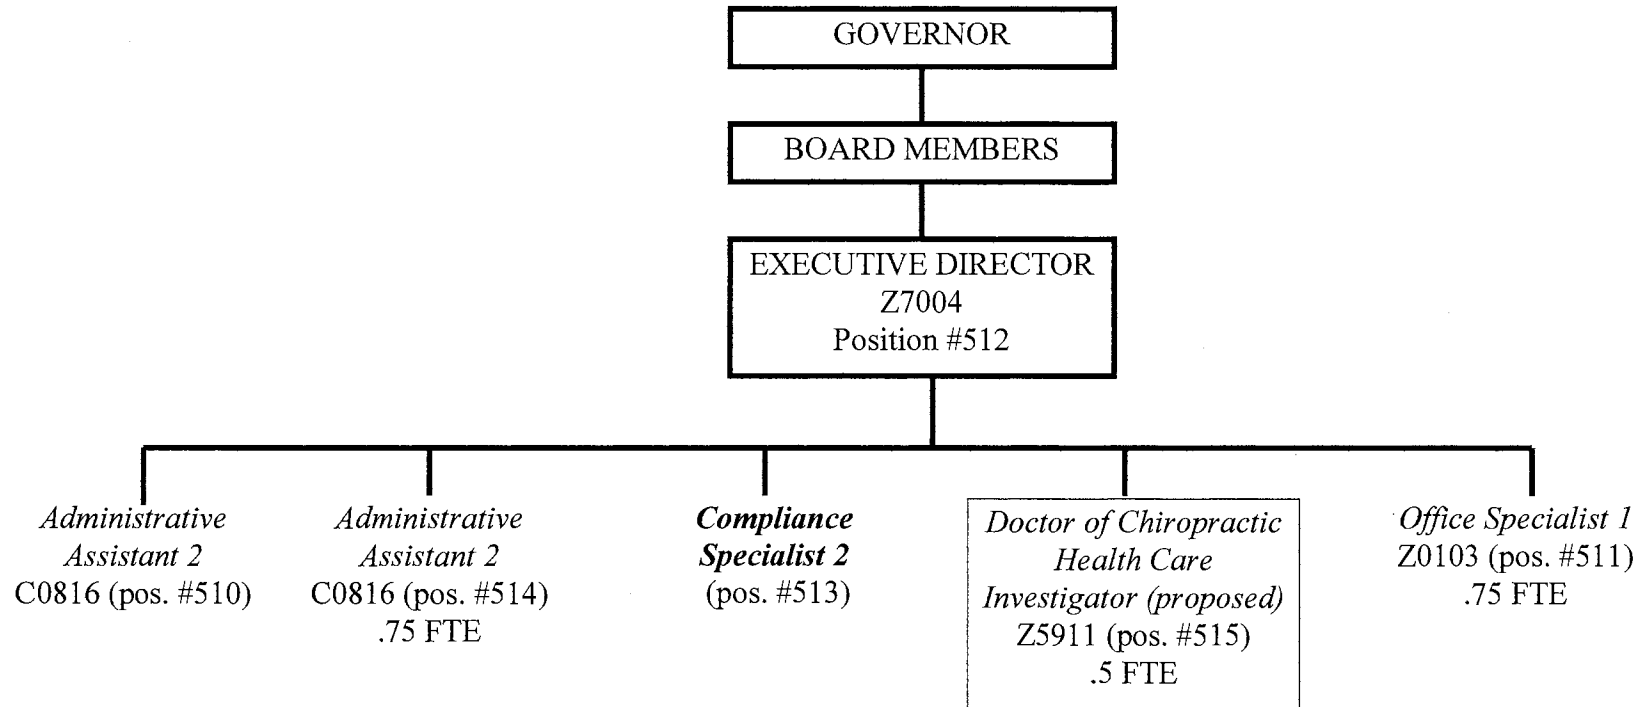 GOVERNOR
BOARD MEMBERS
EXECUTIVE DIRECTOR
Z7004
Position #512
Administrative
Assistant 2
C0816 (pos. #510)
Administrative
Assistant 2
C0816 (pos. #514)
.75 FTE
Compliance
Specialist 2
(pos. #513)
Doctor of Chiropractic
Health Care
Investigator (proposed)
Z5911 (pos. #515)
.5 FTE
Office Specialist 1
Z0103 (pos. #511)
.75 FTE